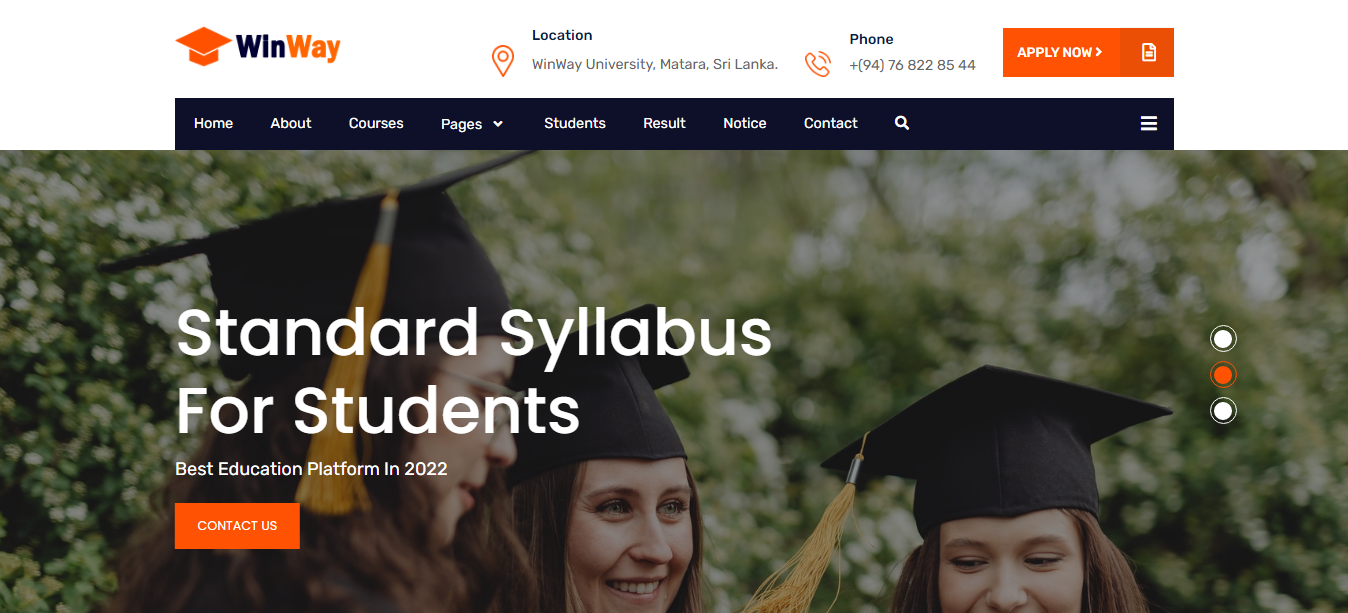 WinWay
Location
WinWay University, Matara, Sri Lanka.
Phone
+(94) 76 822 85 44
APPLY NOW
Home
About
Courses
Pages
Students
Result
Notice
Contact
Standard Syllabus
For Students
Best Education Platform In 2022
CONTACT US